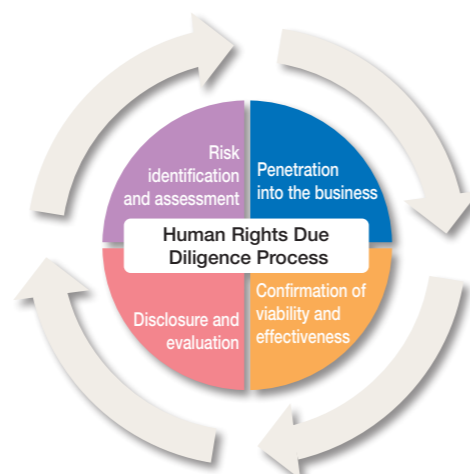 Risk
identification
and assessment
Penetration
into the business
Human Rights Due
Diligence Process
Disclosure and
evaluation
Confirmation of
viability and
effectiveness